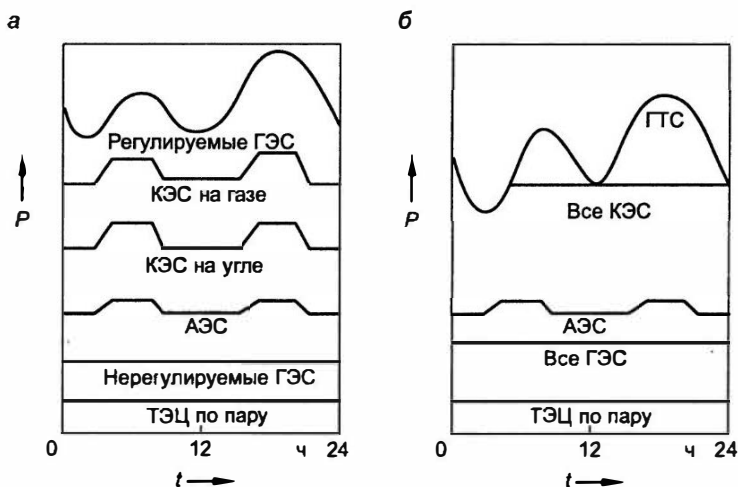 а
Регулируемые ГЭС
КЭС на газе
P
КЭС на угле
АЭС
Нерегулируемые ГЭС
ТЭЦ по пару
0 12 ч 24
t
б
ГТС
P
Все КЭС
АЭС
Все ГЭС
ТЭЦ по пару
0 12 ч 24
t